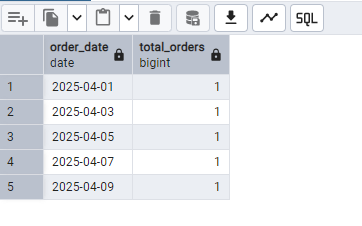 SQL
order_date total_orders
date bigint
1 2025-04-01 1
2 2025-04-03 1
3 2025-04-05 1
4 2025-04-07 1
5 2025-04-09 1